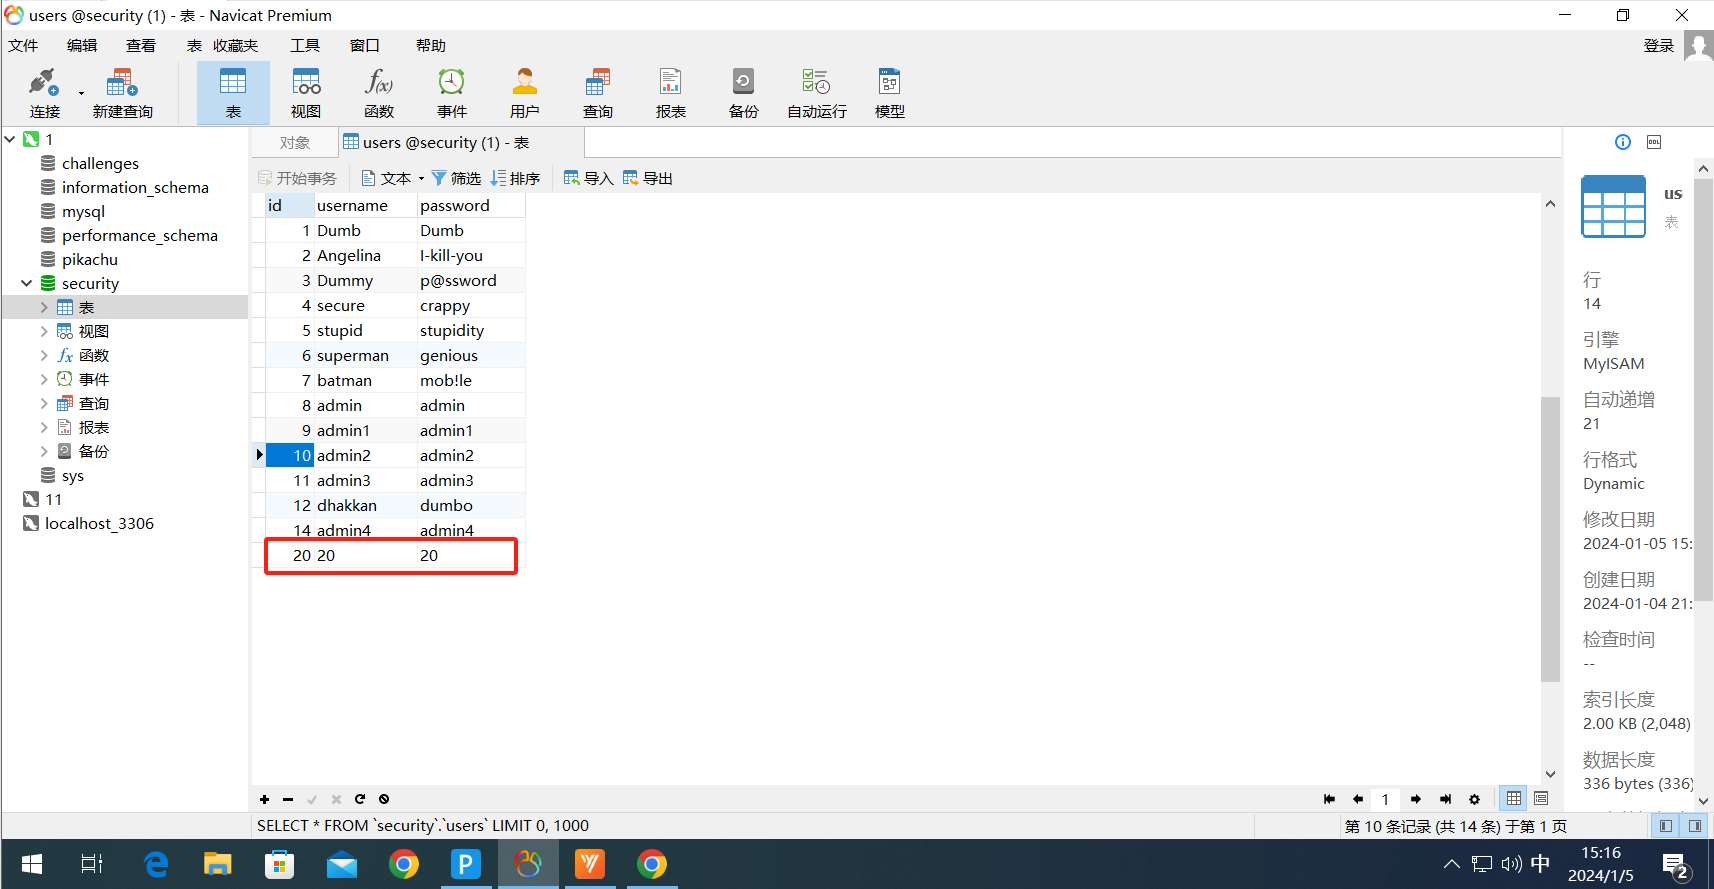 users @security (1) - 表 - Navicat Premium
文件 编辑 查看 表 收藏夹 工具 窗口 帮助 登录
连接 新建查询 表 视图 函数 事件 用户 查询 报表 备份 自动运行 模型
1
challenges
information_schema
mysql
performance_schema
pikachu
security
表
视图
函数
事件
查询
报表
备份
sys
11
localhost_3306
对象 users @security (1) - 表
开始事务 文本 筛选 排序 导入 导出
id username password
1 Dumb Dumb
2 Angelina I-kill-you
3 Dummy p@ssword
4 secure crappy
5 stupid stupidity
6 superman genious
7 batman mob!le
8 admin admin
9 admin1 admin1
10 admin2 admin2
11 admin3 admin3
12 dhakkan dumbo
14 admin4 admin4
20 20 20
1
SELECT * FROM `security`.`users` LIMIT 0, 1000
第 10 条记录 (共 14 条) 于第 1 页
DDL
us
表
行
14
引擎
MyISAM
自动递增
21
行格式
Dynamic
修改日期
2024-01-05 15:
创建日期
2024-01-04 21:
检查时间
--
索引长度
2.00 KB (2,048)
数据长度
336 bytes (336)
中
15:16
2024/1/5
2